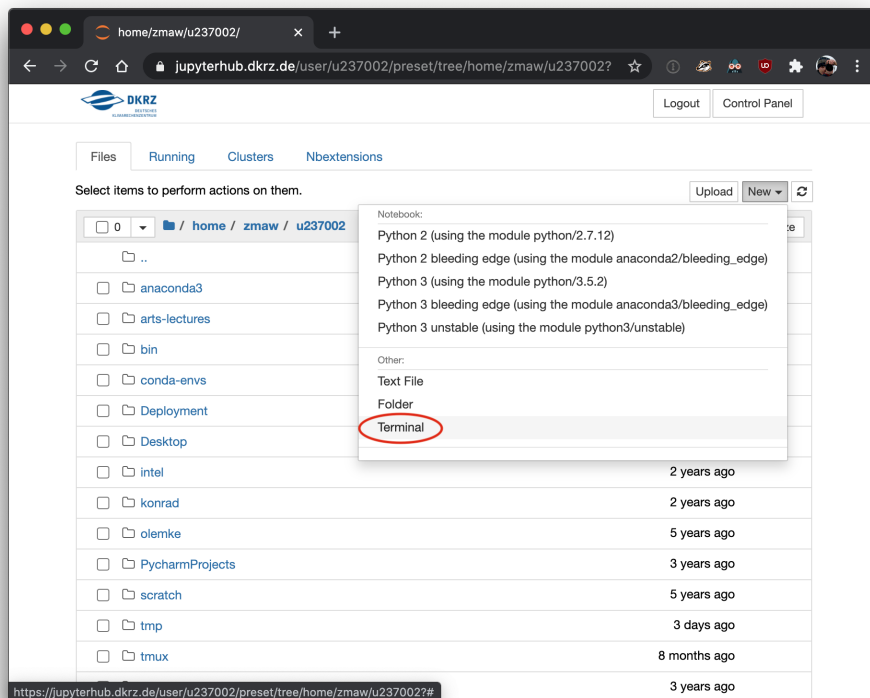 home/zmaw/u237002/
jupyterhub.dkrz.de/user/u237002/preset/tree/home/zmaw/u237002?
DKRZ
DEUTSCHES
KLIMARECHENZENTRUM
Logout
Control Panel
Files
Running
Clusters
Nbextensions
Select items to perform actions on them.
Upload
New
0
/ home / zmaw / u237002
Notebook:
Python 2 (using the module python/2.7.12)
Python 2 bleeding edge (using the module anaconda2/bleeding_edge)
Python 3 (using the module python/3.5.2)
Python 3 bleeding edge (using the module anaconda3/bleeding_edge)
Python 3 unstable (using the module python3/unstable)
Other:
Text File
Folder
Terminal
..
anaconda3
arts-lectures
bin
conda-envs
Deployment
Desktop
intel 2 years ago
konrad 2 years ago
olemke 5 years ago
PycharmProjects 3 years ago
scratch 5 years ago
tmp 3 days ago
tmux 8 months ago
3 years ago
https://jupyterhub.dkrz.de/user/u237002/preset/tree/home/zmaw/u237002?#